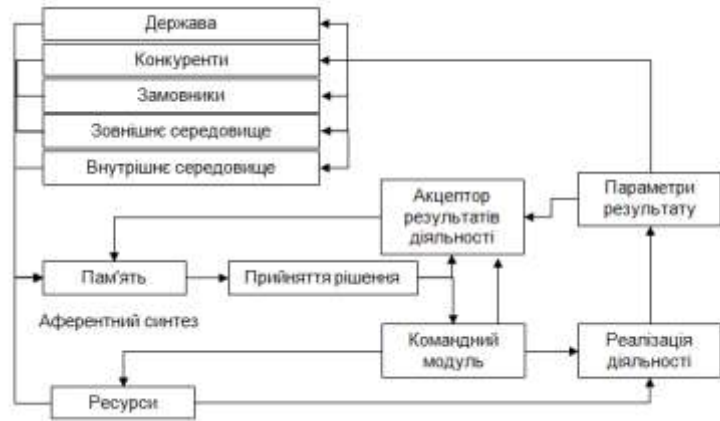 Держава
Конкуренти
Замовники
Зовнішнє середовище
Внутрішнє середовище
Акцептор
результатів
діяльності
Параметри
результату
Пам'ять
Прийняття рішення
Аферентний синтез
Командний
модуль
Реалізація
діяльності
Ресурси